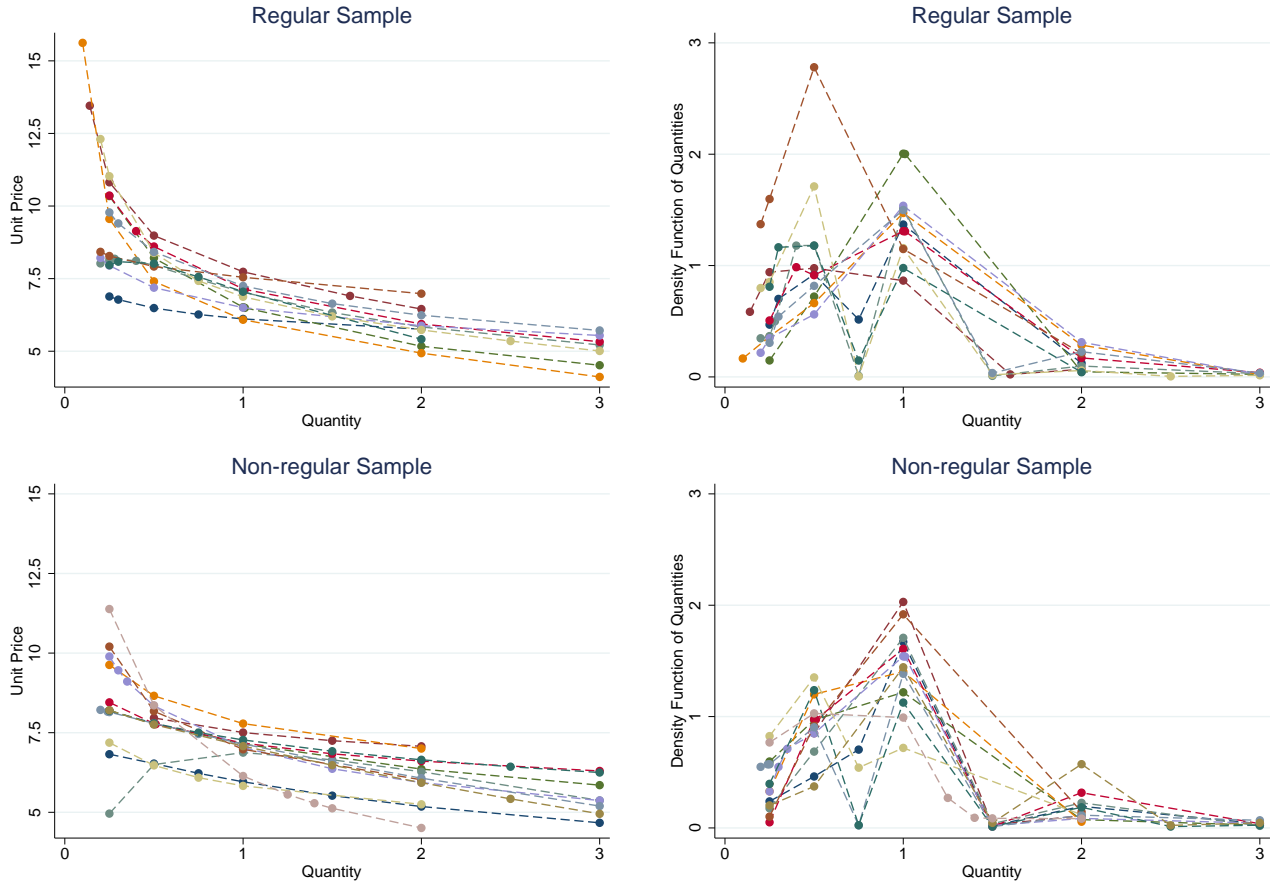 Regular Sample
Unit Price
15
12.5
10
7.5
5
0 1 2 3
Quantity
Regular Sample
Density Function of Quantities
3
2
1
0
0 1 2 3
Quantity
Non-regular Sample
Unit Price
15
12.5
10
7.5
5
0 1 2 3
Quantity
Non-regular Sample
Density Function of Quantities
3
2
1
0
0 1 2 3
Quantity